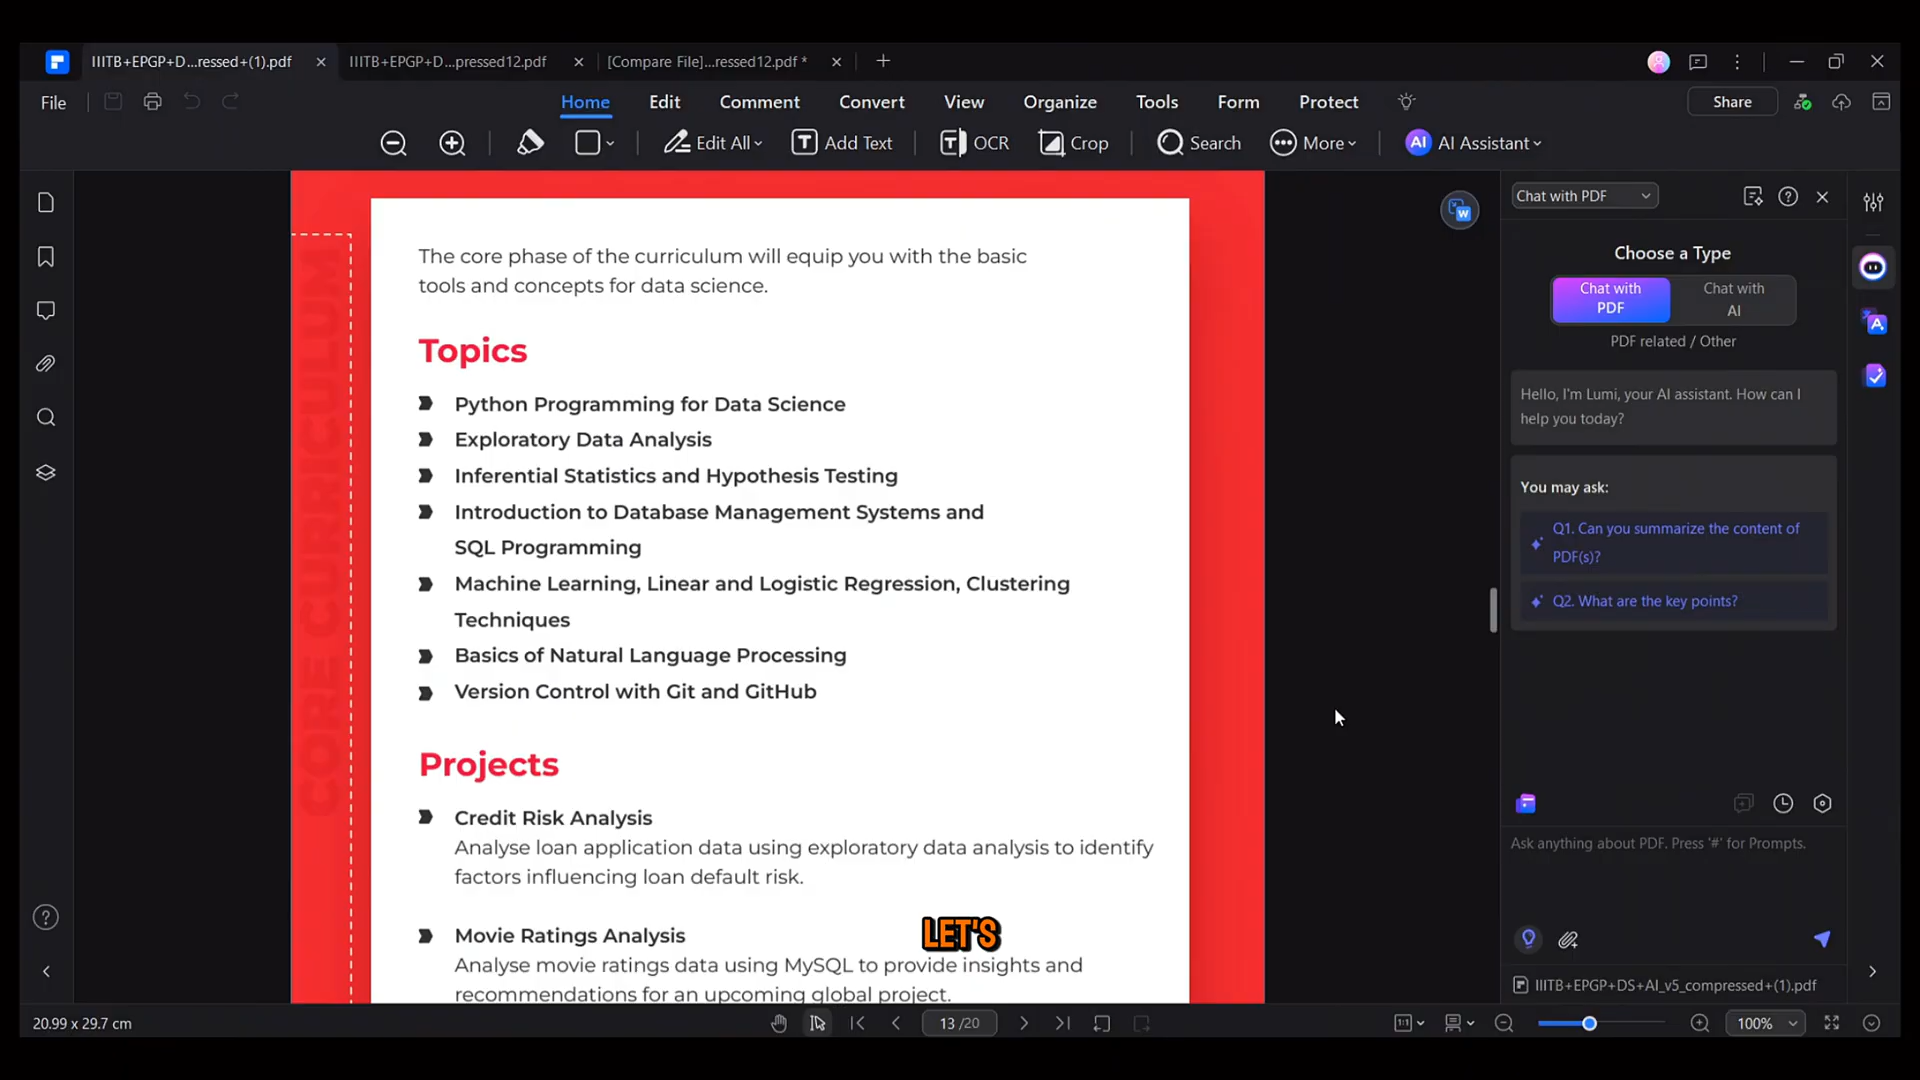 IIITB+EPGP+D...ressed+(1).pdf
IIITB+EPGP+D...pressed12.pdf
[Compare File]...ressed12.pdf *
File
Home
Edit
Comment
Convert
View
Organize
Tools
Form
Protect
Share
Edit All
Add Text
OCR
Crop
Search
More
AI Assistant
CORE CURRICULUM
The core phase of the curriculum will equip you with the basic
tools and concepts for data science.
Topics
Python Programming for Data Science
Exploratory Data Analysis
Inferential Statistics and Hypothesis Testing
Introduction to Database Management Systems and
SQL Programming
Machine Learning, Linear and Logistic Regression, Clustering
Techniques
Basics of Natural Language Processing
Version Control with Git and GitHub
Projects
Credit Risk Analysis
Analyse loan application data using exploratory data analysis to identify
factors influencing loan default risk.
Movie Ratings Analysis
LET'S
Analyse movie ratings data using MySQL to provide insights and
recommendations for an upcoming global project.
Chat with PDF
Choose a Type
Chat with
PDF
Chat with
AI
PDF related / Other
Hello, I'm Lumi, your AI assistant. How can I
help you today?
You may ask:
Q1. Can you summarize the content of
PDF(s)?
Q2. What are the key points?
Ask anything about PDF. Press '#' for Prompts.
IIITB+EPGP+DS+AI_v5_compressed+(1).pdf
20.99 x 29.7 cm
13 /20
100%